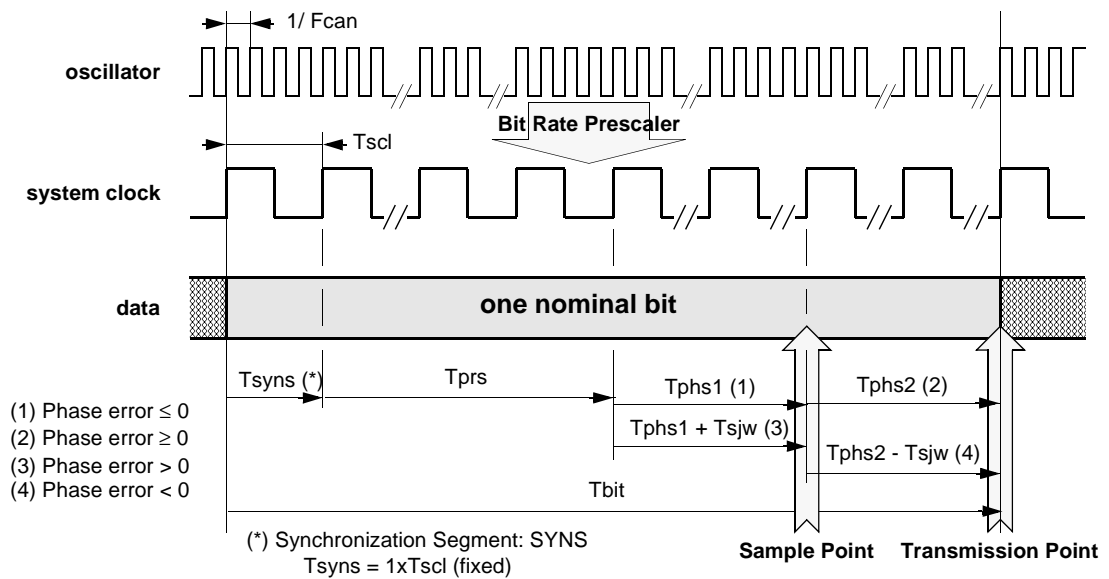 1/ Fcan
oscillator
Bit Rate Prescaler
Tscl
system clock
data
one nominal bit
Tsyns (*)
Tprs
Tphs1 (1)
Tphs2 (2)
(1) Phase error ≤ 0
(2) Phase error ≥ 0
(3) Phase error > 0
(4) Phase error < 0
Tphs1 + Tsjw (3)
Tphs2 - Tsjw (4)
Tbit
(*) Synchronization Segment: SYNS
Tsyns = 1xTscl (fixed)
Sample Point
Transmission Point